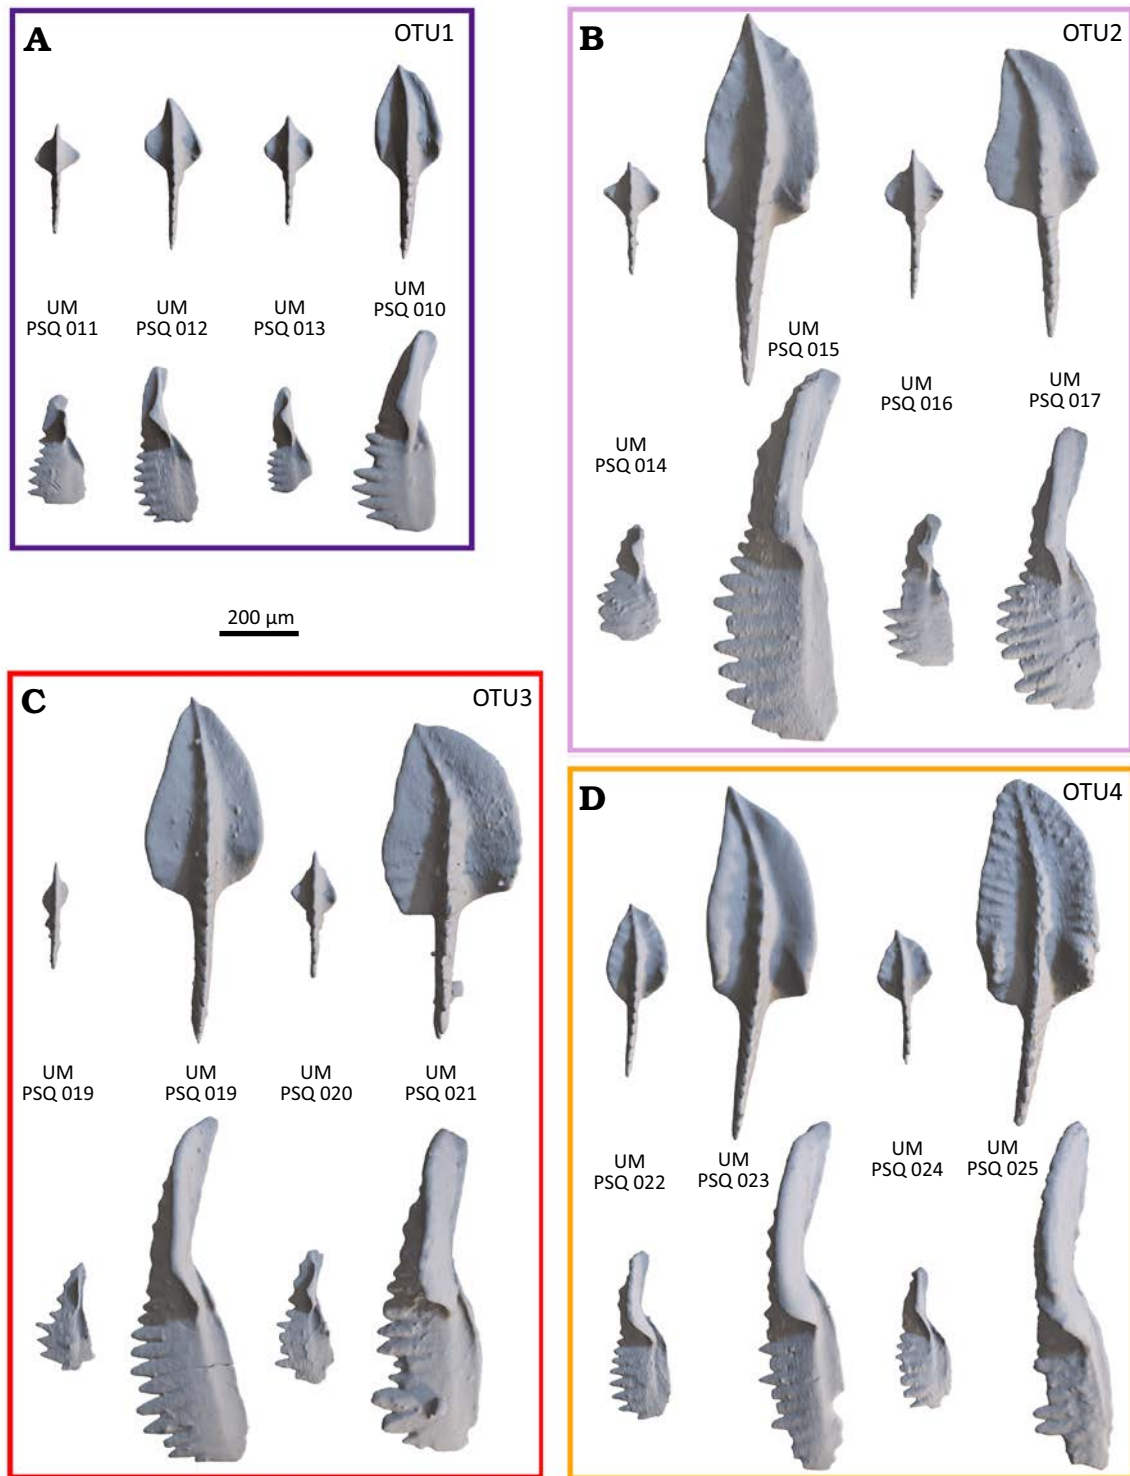 A
OTU1
UM
PSQ 011
UM
PSQ 012
UM
PSQ 013
UM
PSQ 010
B
OTU2
UM
PSQ 014
UM
PSQ 015
UM
PSQ 016
UM
PSQ 017
200 µm
C
OTU3
UM
PSQ 019
UM
PSQ 019
UM
PSQ 020
UM
PSQ 021
D
OTU4
UM
PSQ 022
UM
PSQ 023
UM
PSQ 024
UM
PSQ 025